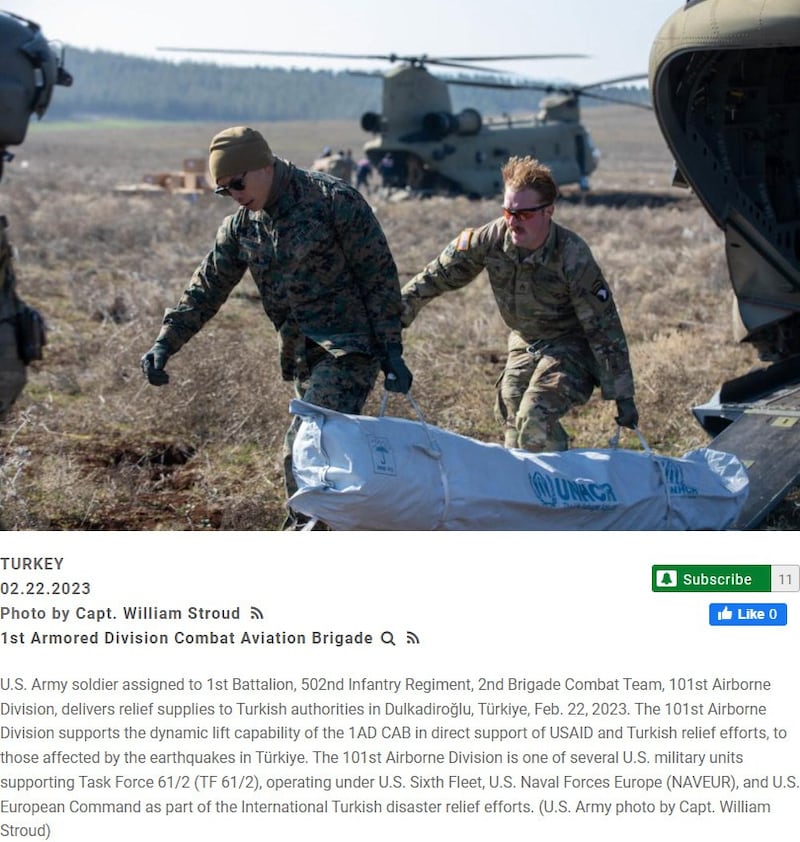 UNHCR
TURKEY
02.22.2023
Photo by Capt. William Stroud
1st Armored Division Combat Aviation Brigade
Subscribe 11
Like 0
U.S. Army soldier assigned to 1st Battalion, 502nd Infantry Regiment, 2nd Brigade Combat Team, 101st Airborne
Division, delivers relief supplies to Turkish authorities in Dulkadiroğlu, Türkiye, Feb. 22, 2023. The 101st Airborne
Division supports the dynamic lift capability of the 1AD CAB in direct support of USAID and Turkish relief efforts, to
those affected by the earthquakes in Türkiye. The 101st Airborne Division is one of several U.S. military units
supporting Task Force 61/2 (TF 61/2), operating under U.S. Sixth Fleet, U.S. Naval Forces Europe (NAVEUR), and U.S.
European Command as part of the International Turkish disaster relief efforts. (U.S. Army photo by Capt. William
Stroud)